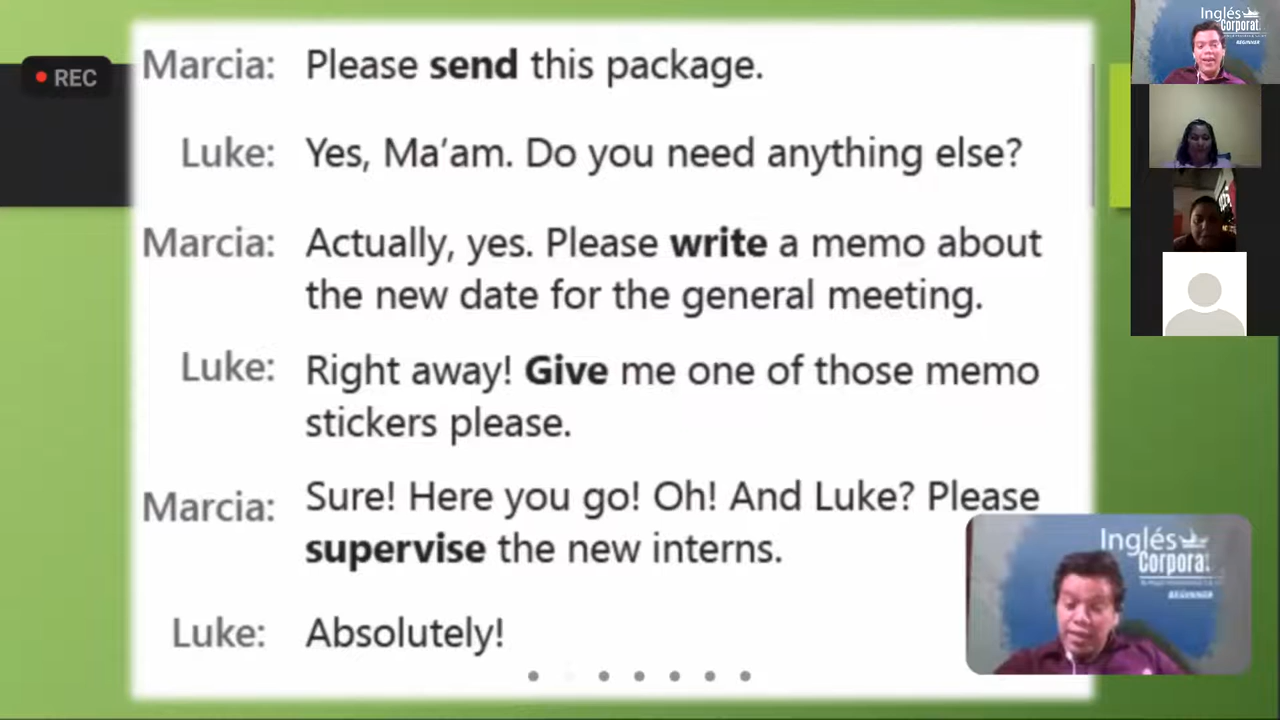 REC
Marcia: Please send this package.
Luke: Yes, Ma'am. Do you need anything else?
Marcia: Actually, yes. Please write a memo about
the new date for the general meeting.
Luke: Right away! Give me one of those memo
stickers please.
Marcia: Sure! Here you go! Oh! And Luke? Please
supervise the new interns.
Luke: Absolutely!
Inglés
Corporat
BEGINNER
Inglés
Corporat
BEGINNER